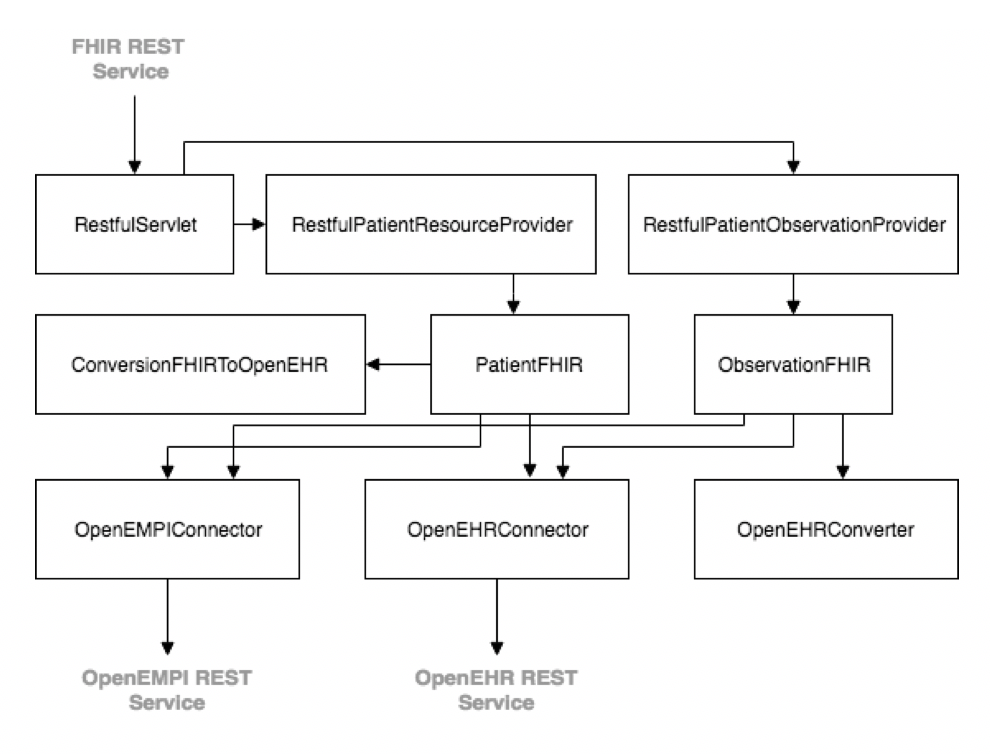 FHIR REST
Service
RestfulServlet
RestfulPatientResourceProvider
RestfulPatientObservationProvider
ConversionFHIRToOpenEHR
PatientFHIR
ObservationFHIR
OpenEMPIConnector
OpenEHRConnector
OpenEHRConverter
OpenEMPI REST
Service
OpenEHR REST
Service